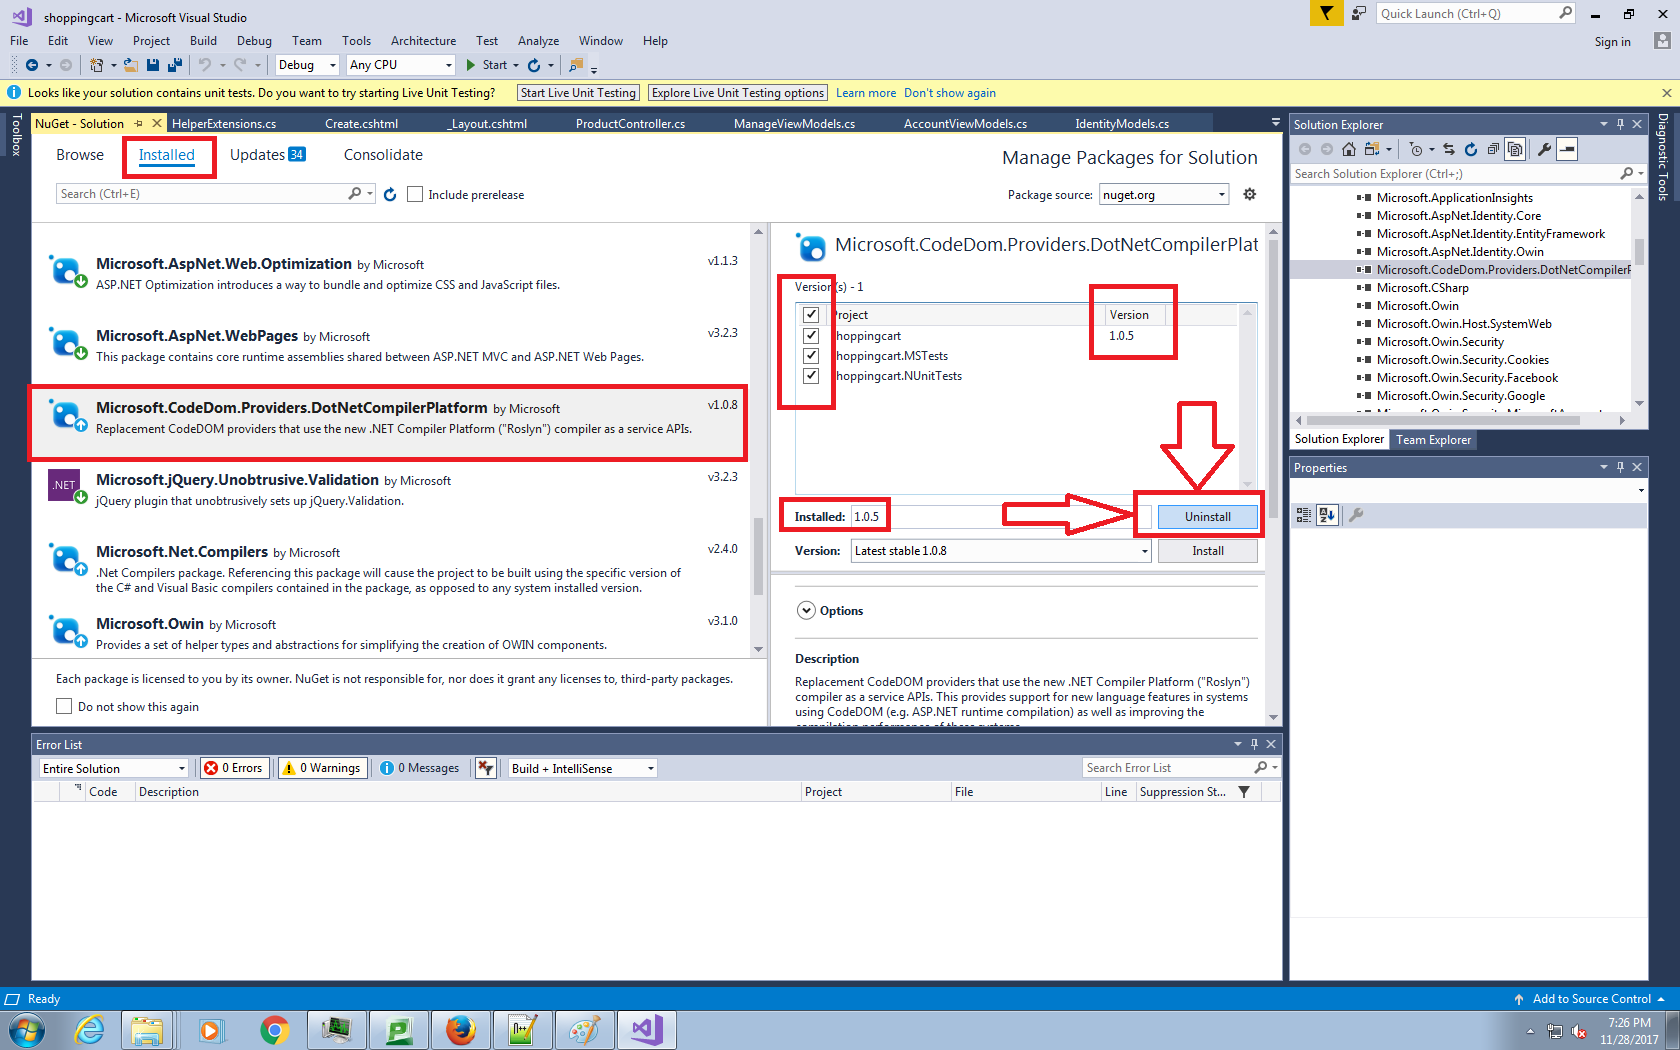 shoppingcart - Microsoft Visual Studio
Quick Launch (Ctrl+Q)
File Edit View Project Build Debug Team Tools Architecture Test Analyze Window Help
Sign in
Debug Any CPU Start
Looks like your solution contains unit tests. Do you want to try starting Live Unit Testing? Start Live Unit Testing Explore Live Unit Testing options Learn more Don't show again
Toolbox
NuGet - Solution HelperExtensions.cs Create.cshtml _Layout.cshtml ProductController.cs ManageViewModels.cs AccountViewModels.cs IdentityModels.cs
Browse Installed Updates 34 Consolidate
Manage Packages for Solution
Search (Ctrl+E) Include prerelease
Package source: nuget.org
Microsoft.AspNet.Web.Optimization by Microsoft v1.1.3
ASP.NET Optimization introduces a way to bundle and optimize CSS and JavaScript files.
Microsoft.AspNet.WebPages by Microsoft v3.2.3
This package contains core runtime assemblies shared between ASP.NET MVC and ASP.NET Web Pages.
Microsoft.CodeDom.Providers.DotNetCompilerPlatform by Microsoft v1.0.8
Replacement CodeDOM providers that use the new .NET Compiler Platform ("Roslyn") compiler as a service APIs.
.NET
Microsoft.jQuery.Unobtrusive.Validation by Microsoft v3.2.3
jQuery plugin that unobtrusively sets up jQuery.Validation.
Microsoft.Net.Compilers by Microsoft v2.4.0
.Net Compilers package. Referencing this package will cause the project to be built using the specific version of
the C# and Visual Basic compilers contained in the package, as opposed to any system installed version.
Microsoft.Owin by Microsoft v3.1.0
Provides a set of helper types and abstractions for simplifying the creation of OWIN components.
Each package is licensed to you by its owner. NuGet is not responsible for, nor does it grant any licenses to, third-party packages.
Do not show this again
Microsoft.CodeDom.Providers.DotNetCompilerPlat
Version(s) - 1
roject Version
hoppingcart 1.0.5
hoppingcart.MSTests
hoppingcart.NUnitTests
Installed: 1.0.5 Uninstall
Version: Latest stable 1.0.8 Install
Options
Description
Replacement CodeDOM providers that use the new .NET Compiler Platform ("Roslyn")
compiler as a service APIs. This provides support for new language features in systems
using CodeDOM (e.g. ASP.NET runtime compilation) as well as improving the
Solution Explorer
Search Solution Explorer (Ctrl+;)
Microsoft.ApplicationInsights
Microsoft.AspNet.Identity.Core
Microsoft.AspNet.Identity.EntityFramework
Microsoft.AspNet.Identity.Owin
Microsoft.CodeDom.Providers.DotNetCompilerF
Microsoft.CSharp
Microsoft.Owin
Microsoft.Owin.Host.SystemWeb
Microsoft.Owin.Security
Microsoft.Owin.Security.Cookies
Microsoft.Owin.Security.Facebook
Microsoft.Owin.Security.Google
Solution Explorer Team Explorer
Diagnostic Tools
Properties
Error List
Entire Solution 0 Errors 0 Warnings 0 Messages Build + IntelliSense Search Error List
Code Description Project File Line Suppression St...
Ready
Add to Source Control
7:26 PM
11/28/2017